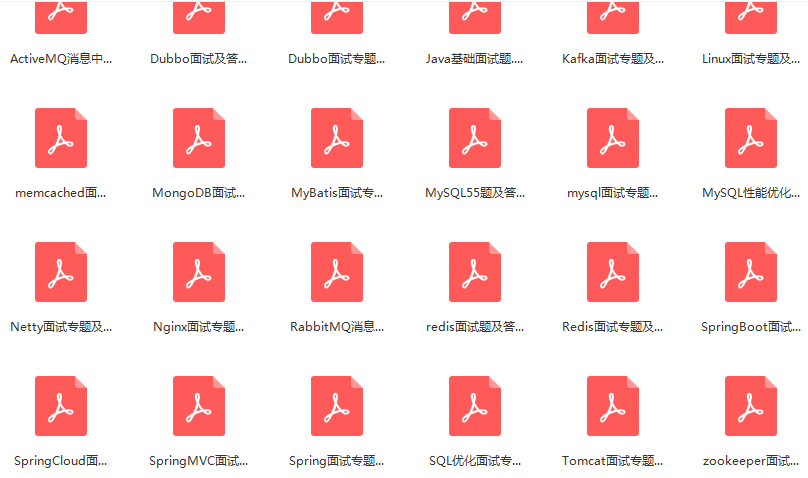 ActiveMQ消息中...
Dubbo面试及答...
Dubbo面试专题...
Java基础面试题....
Kafka面试专题及...
Linux面试专题及...
memcached面...
MongoDB面试...
MyBatis面试专...
MySQL55题及答...
mysql面试专题...
MySQL性能优化...
Netty面试专题及...
Nginx面试专题...
RabbitMQ消息...
redis面试题及答...
Redis面试专题及...
SpringBoot面试...
SpringCloud面...
SpringMVC面试...
Spring面试专题...
SQL优化面试专...
Tomcat面试专题...
zookeeper面试...